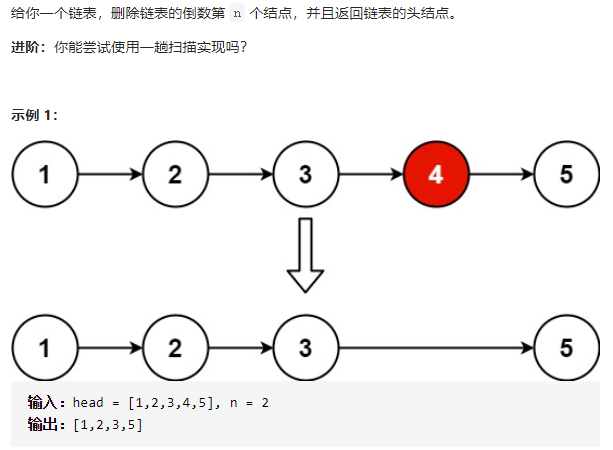 给你一个链表，删除链表的倒数第 n 个结点，并且返回链表的头结点。
进阶：你能尝试使用一趟扫描实现吗？
示例 1：
1 2 3 4 5
1 2 3 5
输入：head = [1,2,3,4,5], n = 2
输出：[1,2,3,5]